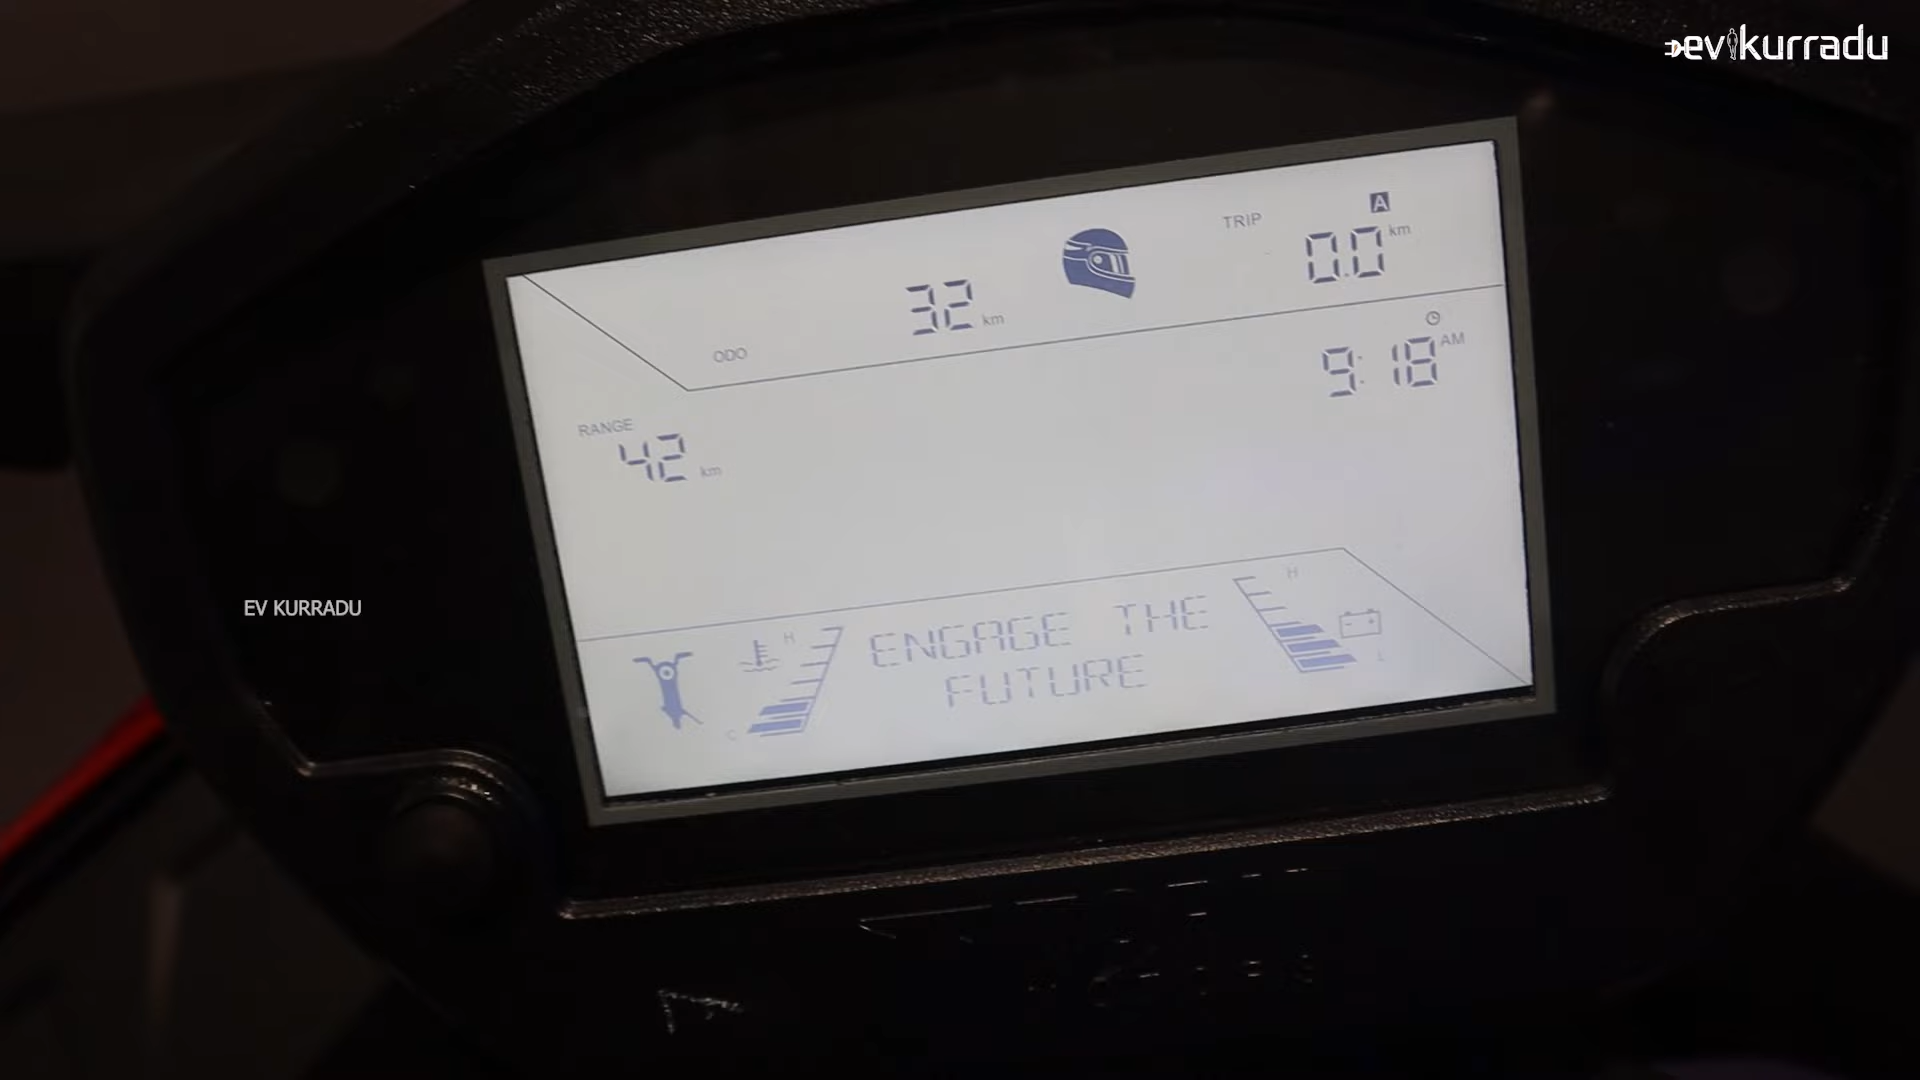 evkurradu
A
TRIP
0.0 km
32 km
ODO
9:18 AM
RANGE
42 km
H
H
ENGAGE THE
FUTURE
L
C
EV KURRADU